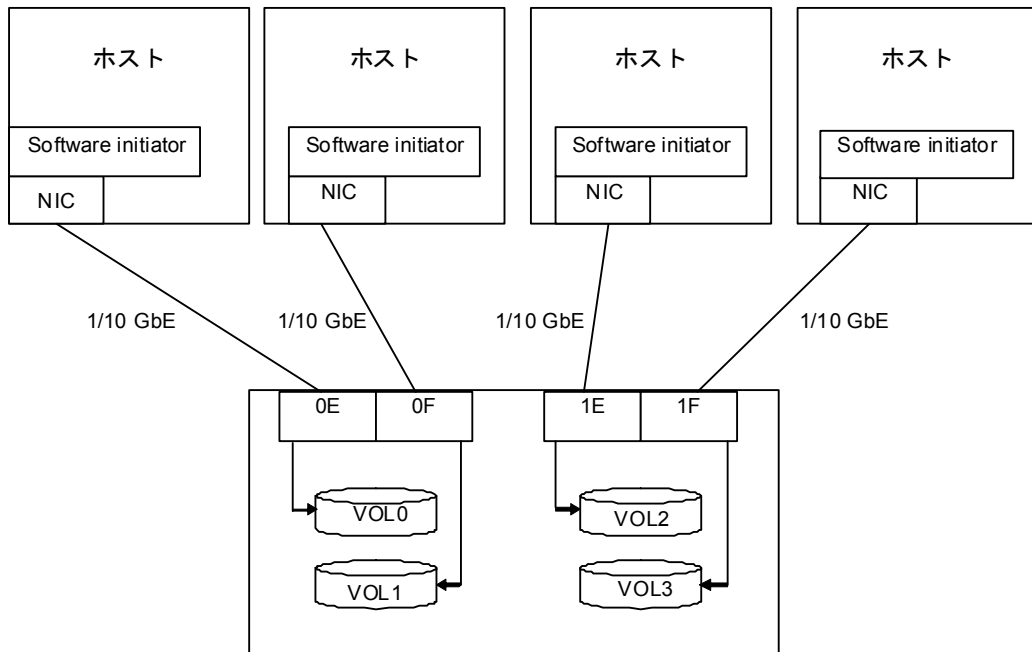 ホスト
ホスト
ホスト
ホスト
Software initiator
Software initiator
Software initiator
Software initiator
NIC
NIC
NIC
NIC
1/10 GbE
1/10 GbE
1/10 GbE
1/10 GbE
0E
0F
1E
1F
VOL0
VOL2
VOL1
VOL3